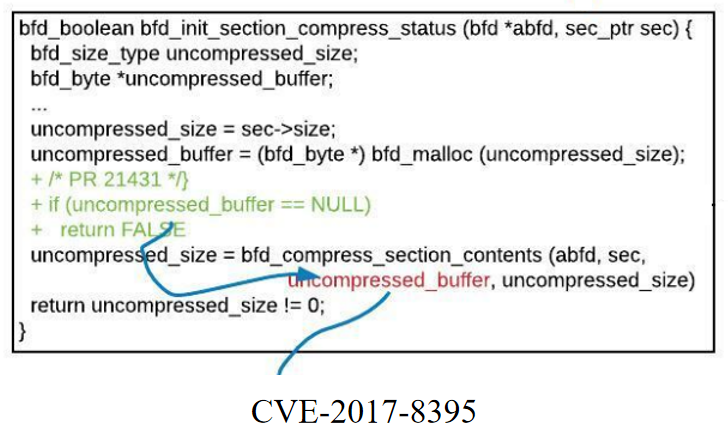 bfd_boolean bfd_init_section_compress_status (bfd *abfd, sec_ptr sec) {
bfd_size_type uncompressed_size;
bfd_byte *uncompressed_buffer;
...
uncompressed_size = sec->size;
uncompressed_buffer = (bfd_byte *) bfd_malloc (uncompressed_size);
+ /* PR 21431 */}
+ if (uncompressed_buffer == NULL)
+ return FALSE
uncompressed_size = bfd_compress_section_contents (abfd, sec,
uncompressed_buffer, uncompressed_size)
return uncompressed_size != 0;
}
CVE-2017-8395